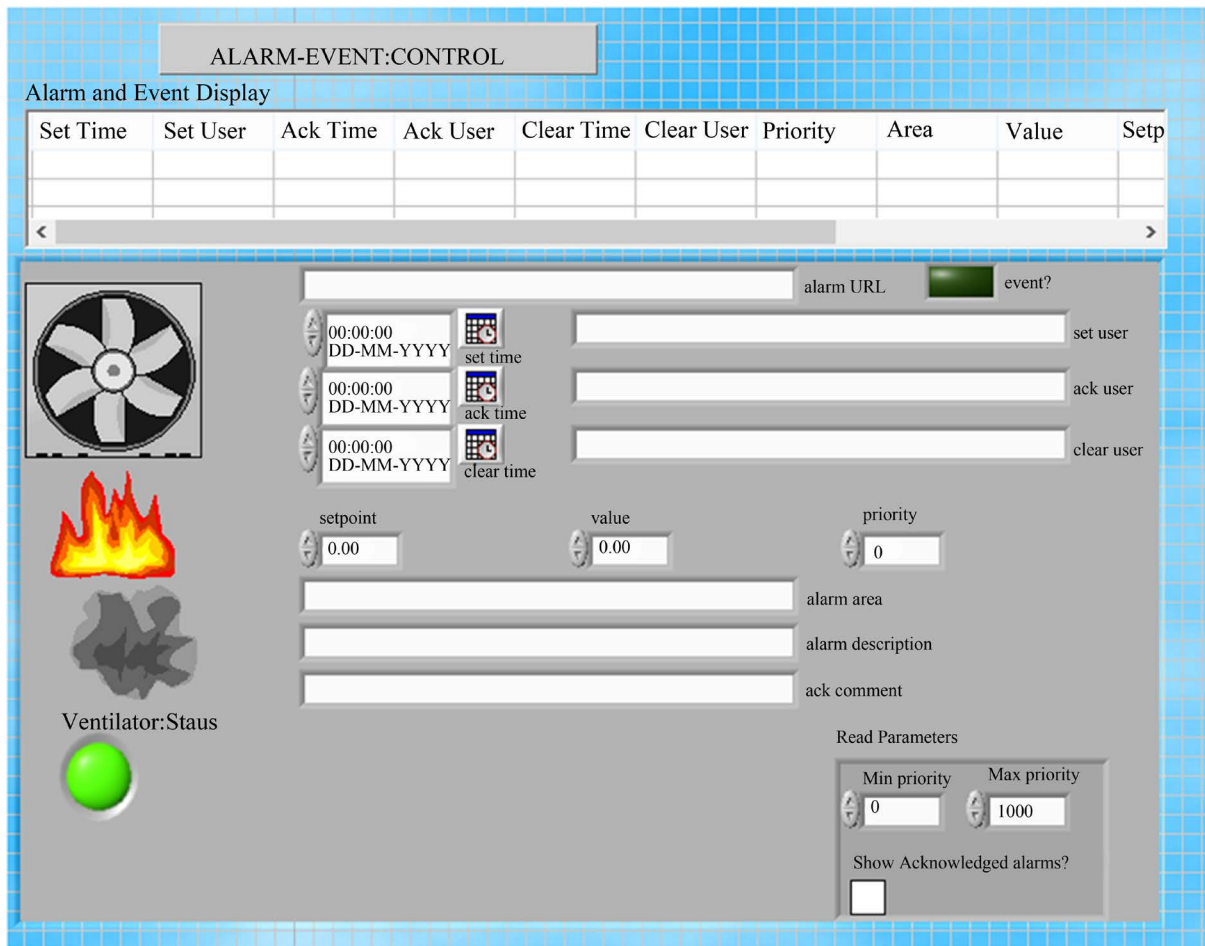 ALARM-EVENT:CONTROL
Alarm and Event Display
Set Time Set User Ack Time Ack User Clear Time Clear User Priority Area Value Setp
alarm URL event?
00:00:00
DD-MM-YYYY
set time
set user
00:00:00
DD-MM-YYYY
ack time
ack user
00:00:00
DD-MM-YYYY
clear time
clear user
setpoint value priority
0.00 0.00 0
alarm area
alarm description
ack comment
Ventilator:Staus
Read Parameters
Min priority Max priority
0 1000
Show Acknowledged alarms?